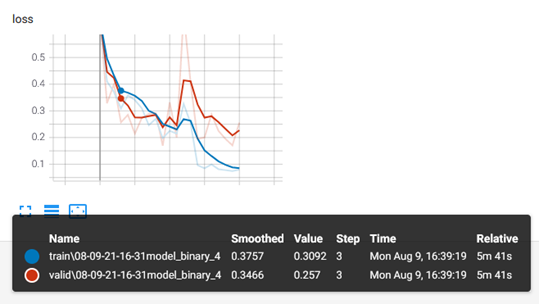 loss
0.5
0.4
0.3
0.2
0.1
Name Smoothed Value Step Time Relative
train\08-09-21-16-31model_binary_4 0.3757 0.3092 3 Mon Aug 9, 16:39:19 5m 41s
valid\08-09-21-16-31model_binary_4 0.3466 0.257 3 Mon Aug 9, 16:39:19 5m 41s